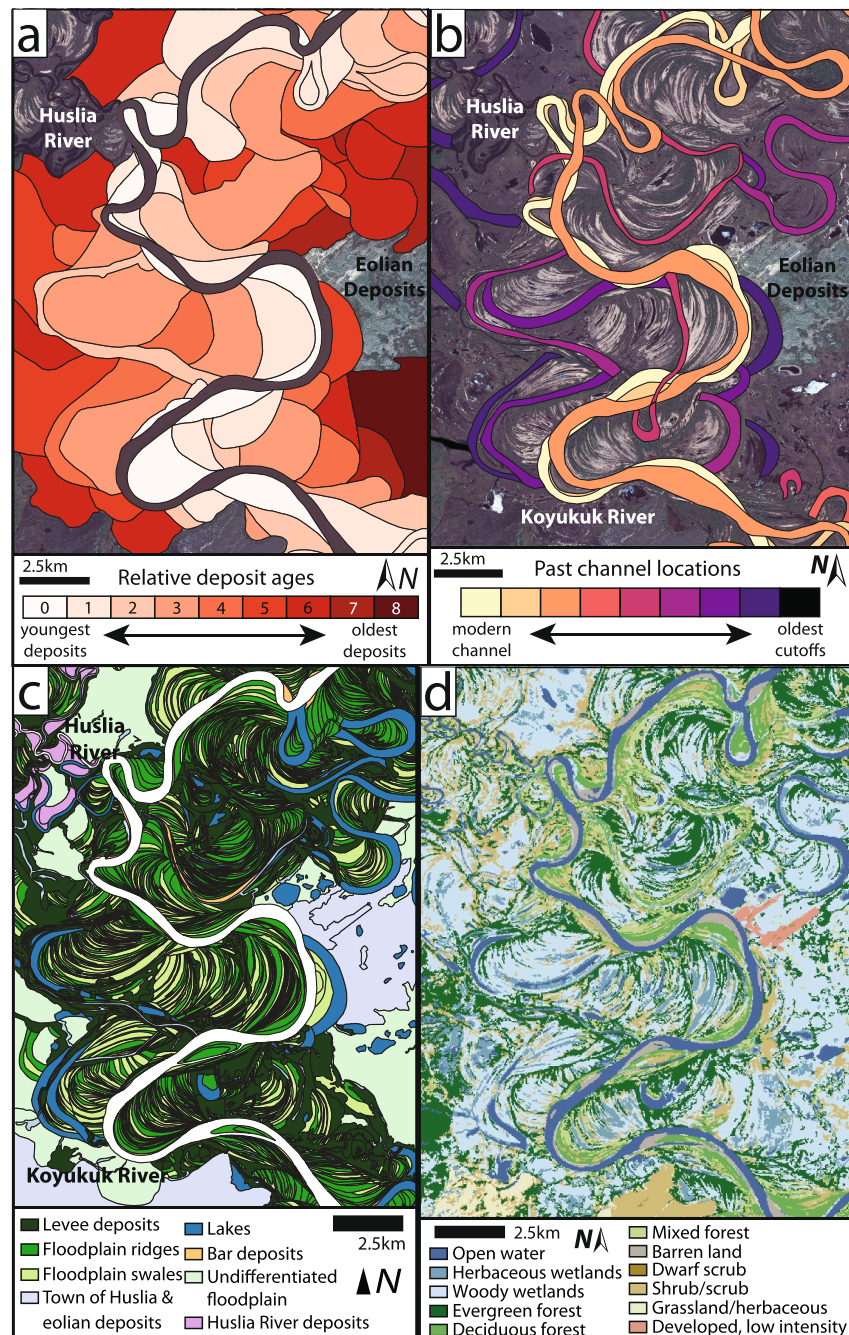 a
Huslia
River
Eolian
Deposits
2.5km
Relative deposit ages
N
0 1 2 3 4 5 6 7 8
youngest
deposits
oldest
deposits
b
Huslia
River
Eolian
Deposits
Koyukuk River
2.5km
Past channel locations
N
modern
channel
oldest
cutoffs
c
Huslia
River
Koyukuk River
Levee deposits
Floodplain ridges
Floodplain swales
Town of Huslia &
eolian deposits
Lakes
Bar deposits
Undifferentiated
floodplain
Huslia River deposits
2.5km
N
d
2.5km
N
Open water
Herbaceous wetlands
Woody wetlands
Evergreen forest
Deciduous forest
Mixed forest
Barren land
Dwarf scrub
Shrub/scrub
Grassland/herbaceous
Developed, low intensity